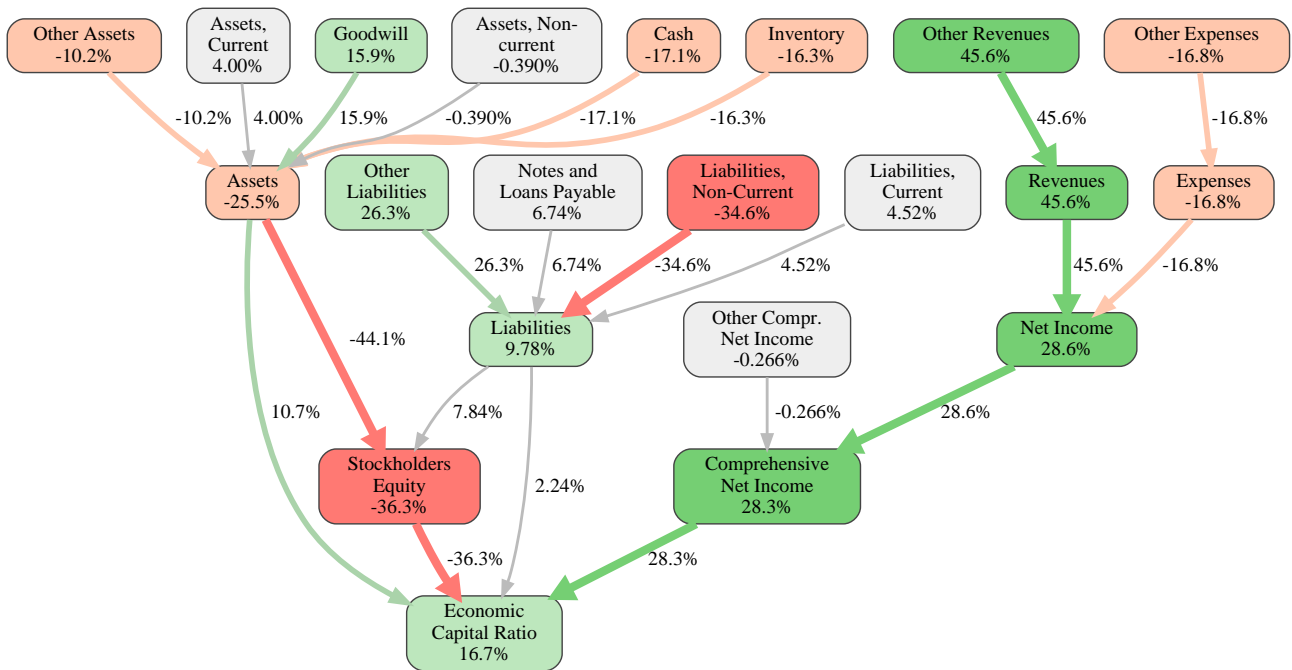 Other Assets
-10.2%
Assets,
Current
4.00%
Goodwill
15.9%
Assets, Non-
current
-0.390%
Cash
-17.1%
Inventory
-16.3%
Other Revenues
45.6%
Other Expenses
-16.8%
-10.2%
4.00%
15.9%
-0.390%
-17.1%
-16.3%
45.6%
-16.8%
Assets
-25.5%
Other
Liabilities
26.3%
Notes and
Loans Payable
6.74%
Liabilities,
Non-Current
-34.6%
Liabilities,
Current
4.52%
Revenues
45.6%
Expenses
-16.8%
26.3%
6.74%
-34.6%
4.52%
45.6%
-16.8%
-44.1%
Liabilities
9.78%
Other Compr.
Net Income
-0.266%
Net Income
28.6%
10.7%
7.84%
-0.266%
28.6%
Stockholders
Equity
-36.3%
2.24%
Comprehensive
Net Income
28.3%
-36.3%
28.3%
Economic
Capital Ratio
16.7%